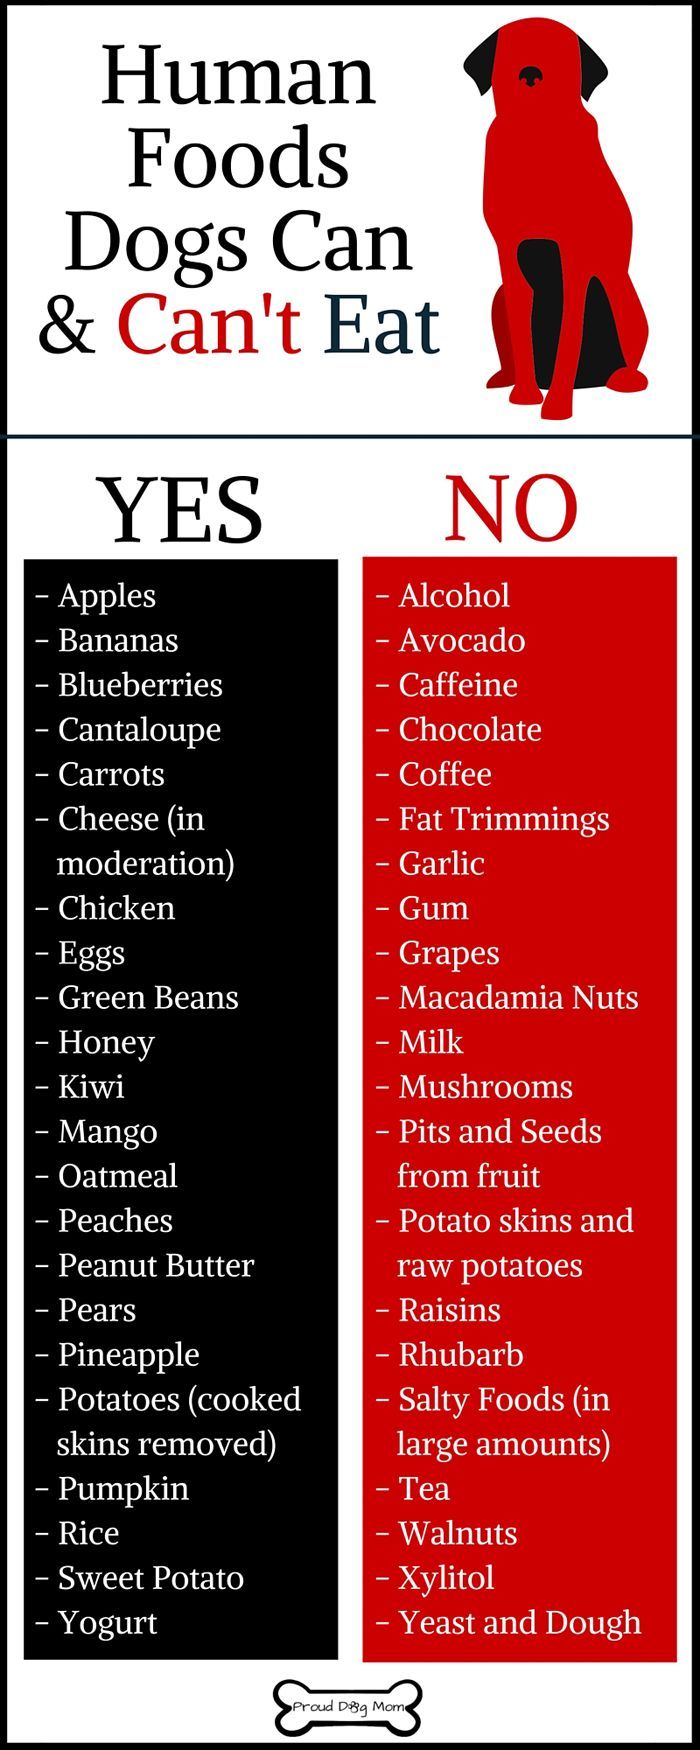 Human
Foods
Dogs Can
& Can't Eat
YES
- Apples
- Bananas
- Blueberries
- Cantaloupe
- Carrots
- Cheese (in
moderation)
- Chicken
- Eggs
- Green Beans
- Honey
- Kiwi
- Mango
- Oatmeal
- Peaches
- Peanut Butter
- Pears
- Pineapple
- Potatoes (cooked
skins removed)
- Pumpkin
- Rice
- Sweet Potato
- Yogurt
NO
- Alcohol
- Avocado
- Caffeine
- Chocolate
- Coffee
- Fat Trimmings
- Garlic
- Gum
- Grapes
- Macadamia Nuts
- Milk
- Mushrooms
- Pits and Seeds
from fruit
- Potato skins and
raw potatoes
- Raisins
- Rhubarb
- Salty Foods (in
large amounts)
- Tea
- Walnuts
- Xylitol
- Yeast and Dough
Proud Dog Mom